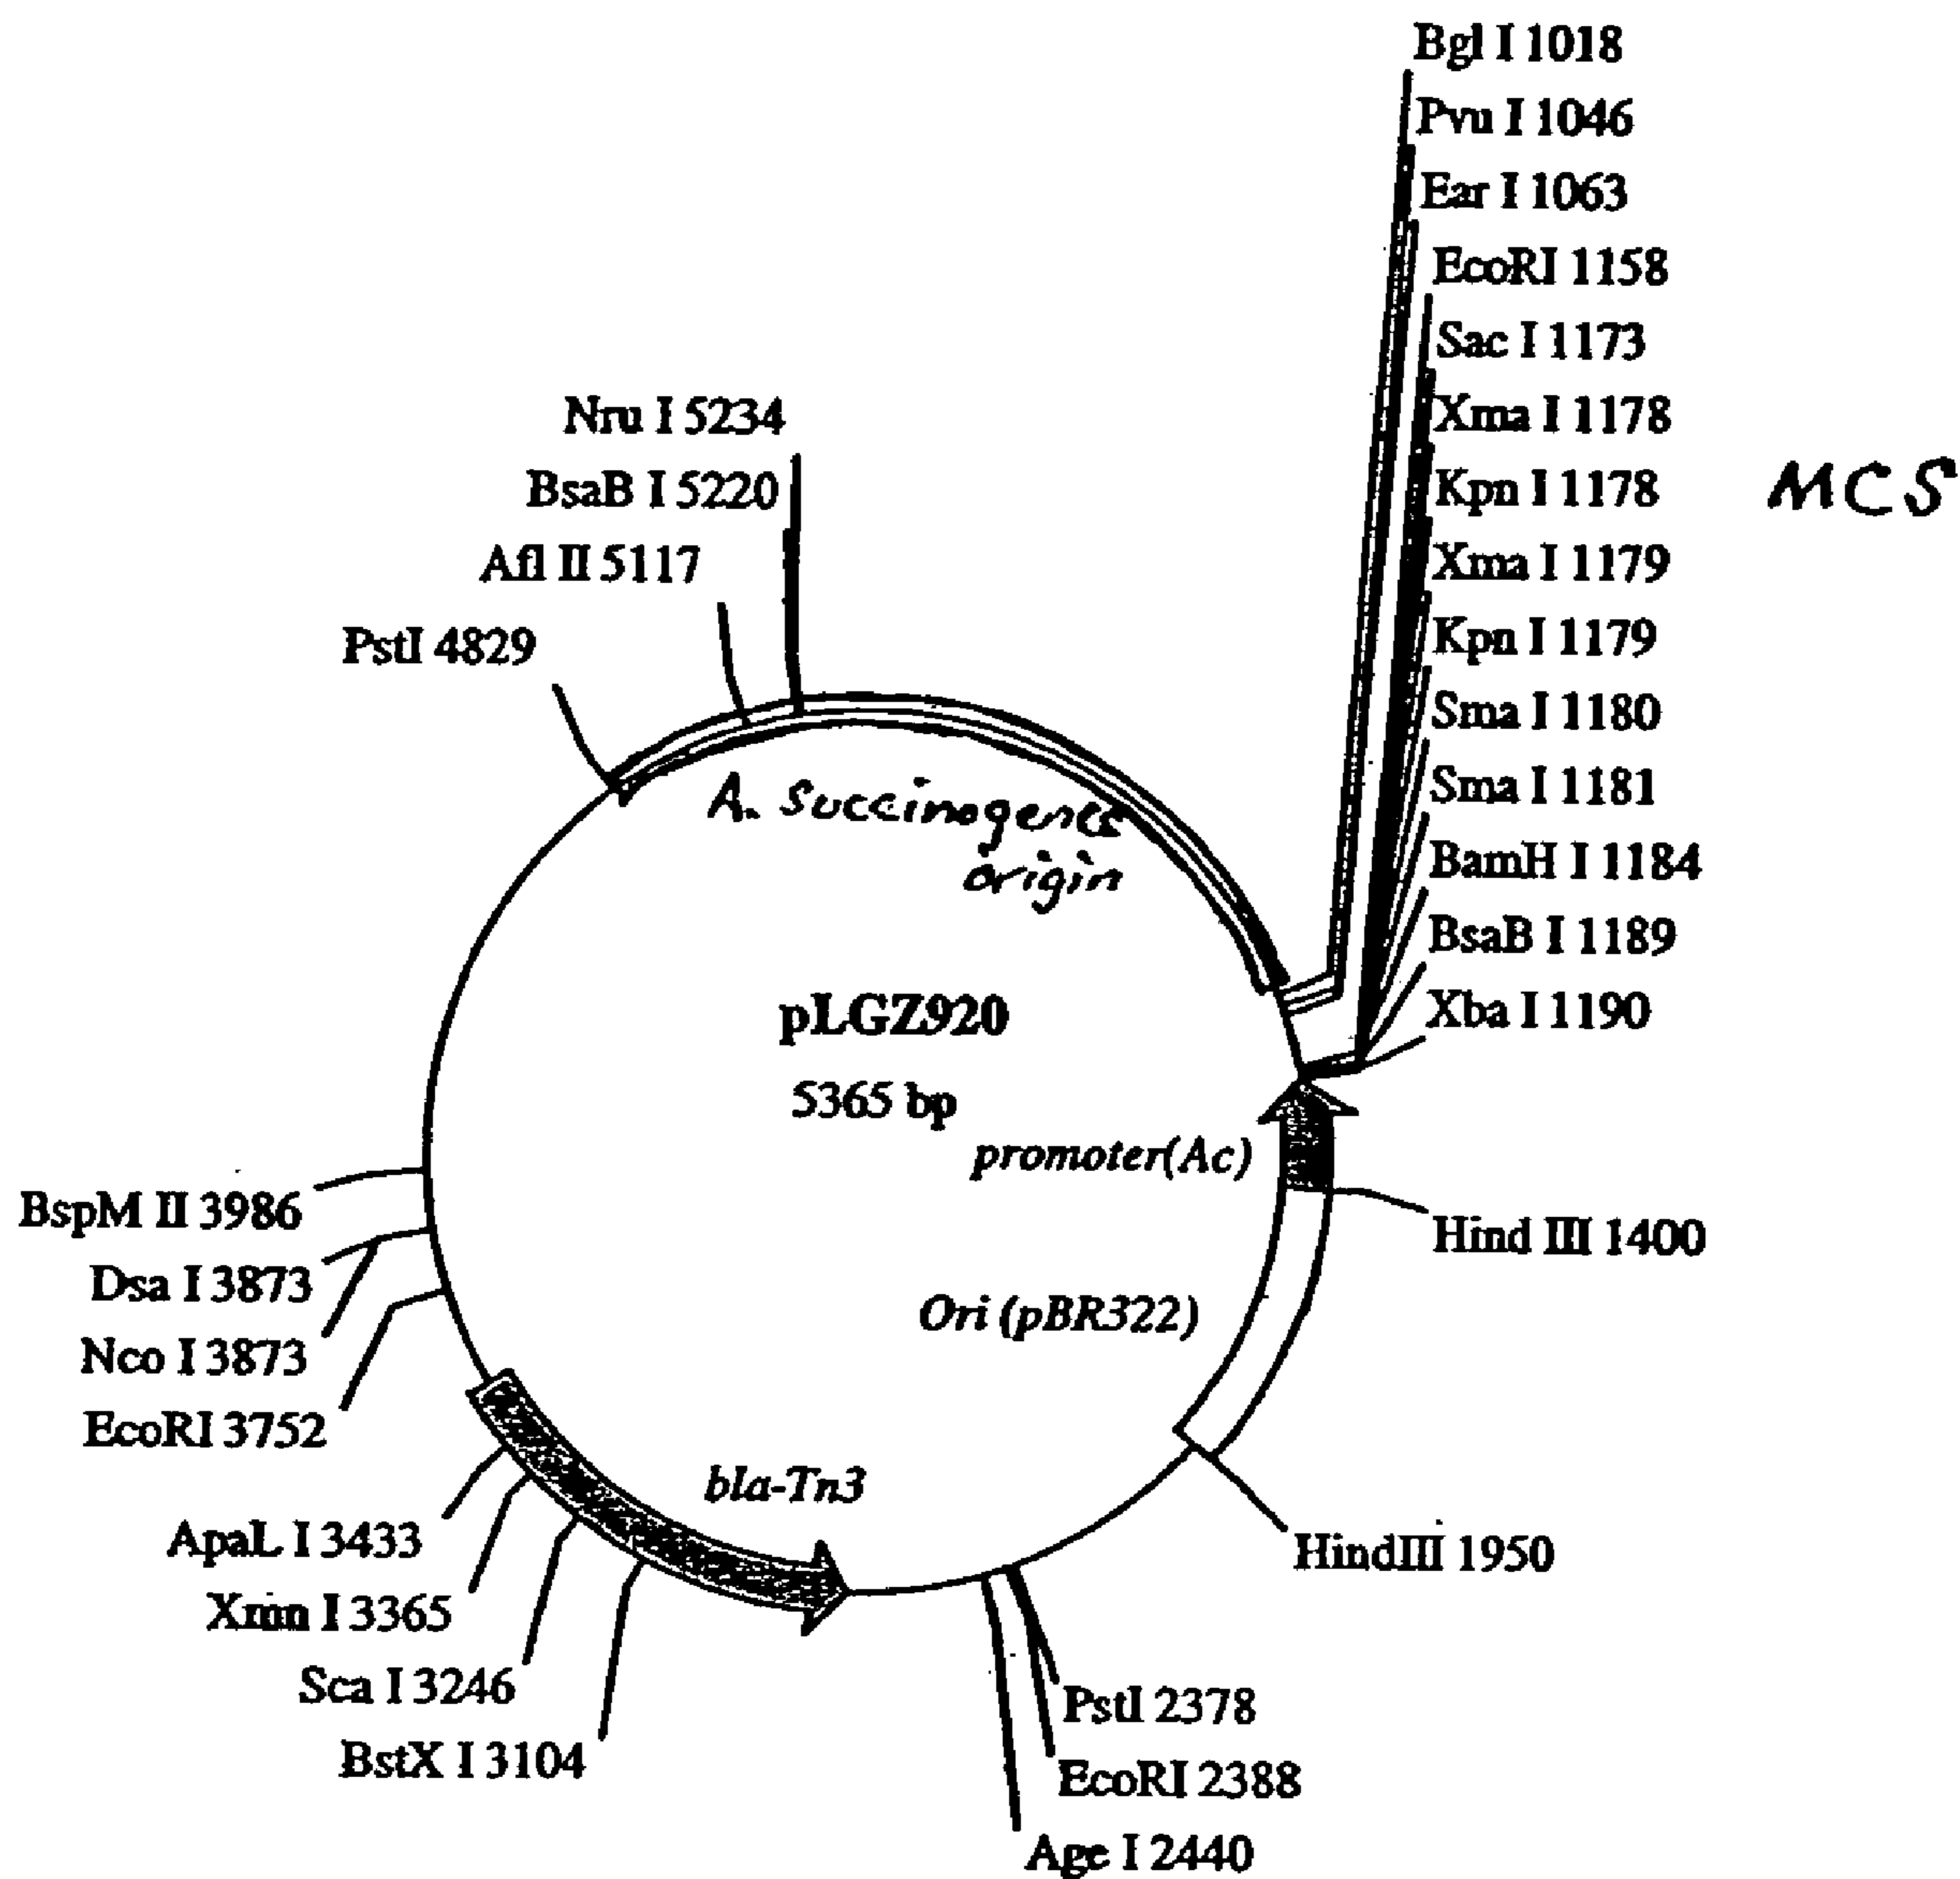 Bgl I 1018
Pvu I 1046
Ear I 1063
EcoRI 1158
Sac I 1173
Xma I 1178
Kpn I 1178
Xma I 1179
Kpn I 1179
Sma I 1180
Sma I 1181
BamH I 1184
BsaB I 1189
Xba I 1190
MCS
Nru I 5234
BsaB I 5220
Afl II 5117
PstI 4829
A. succinogenes
origin
pLGZ920
5365 bp
promoter(Ac)
Hind III 1400
Ori (pBR322)
BspM II 3986
Dsa I 3873
Nco I 3873
EcoRI 3752
bla-Tn3
ApaL I 3433
Xmn I 3365
Sca I 3246
BstX I 3104
HindIII 1950
PstI 2378
EcoRI 2388
Age I 2440